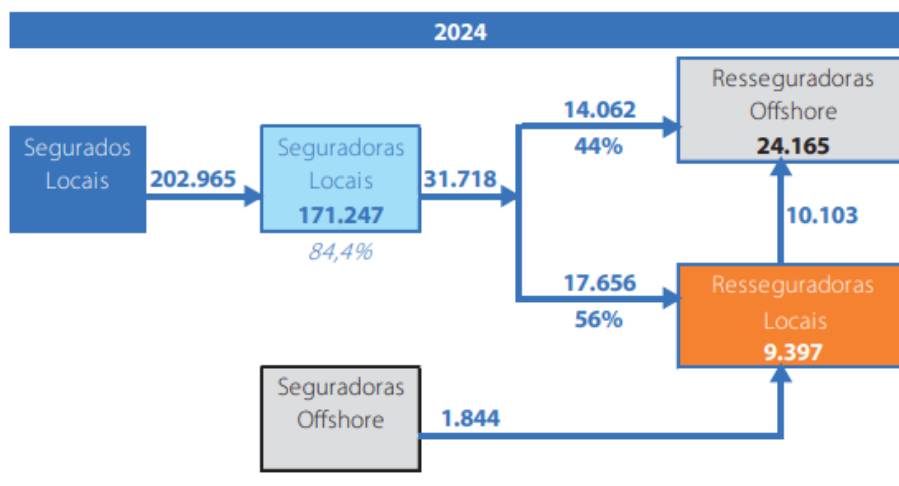 2024
Segurados
Locais
202.965
Seguradoras
Locais
171.247
84,4%
31.718
14.062
44%
Resseguradoras
Offshore
24.165
10.103
17.656
56%
Resseguradoras
Locais
9.397
Seguradoras
Offshore
1.844